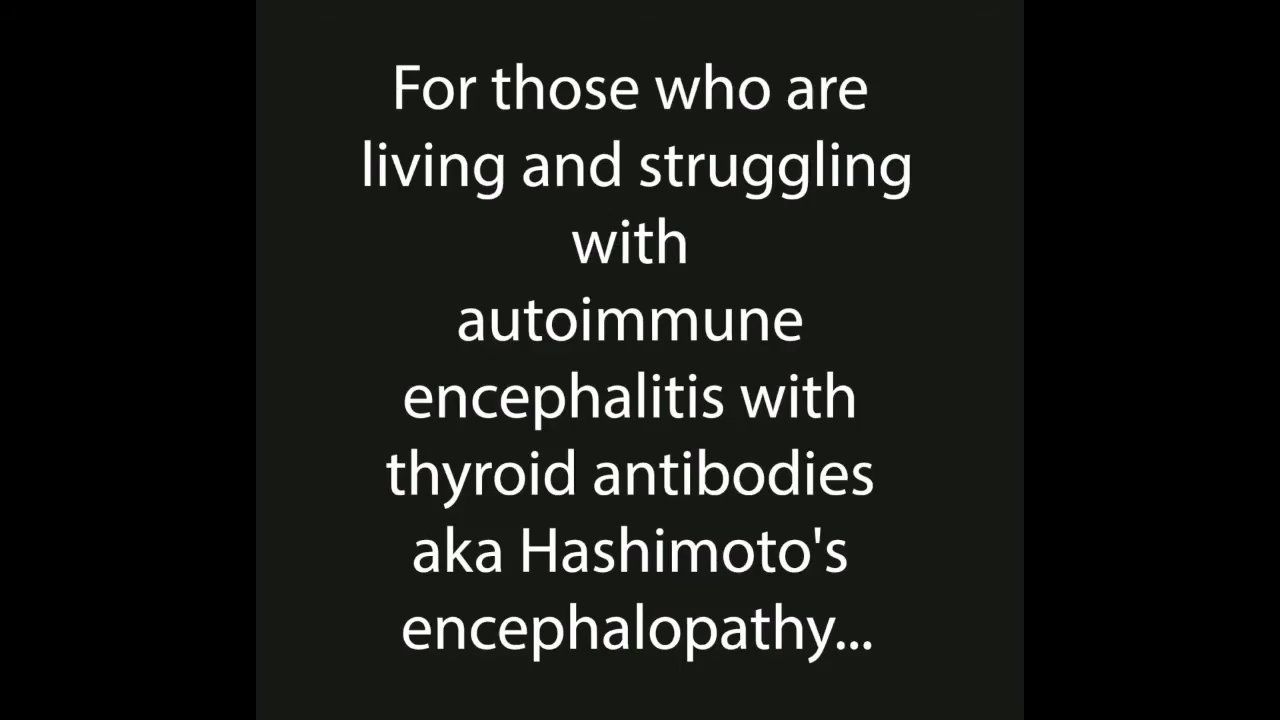 For those who are
living and struggling
with
autoimmune
encephalitis with
thyroid antibodies
aka Hashimoto's
encephalopathy...